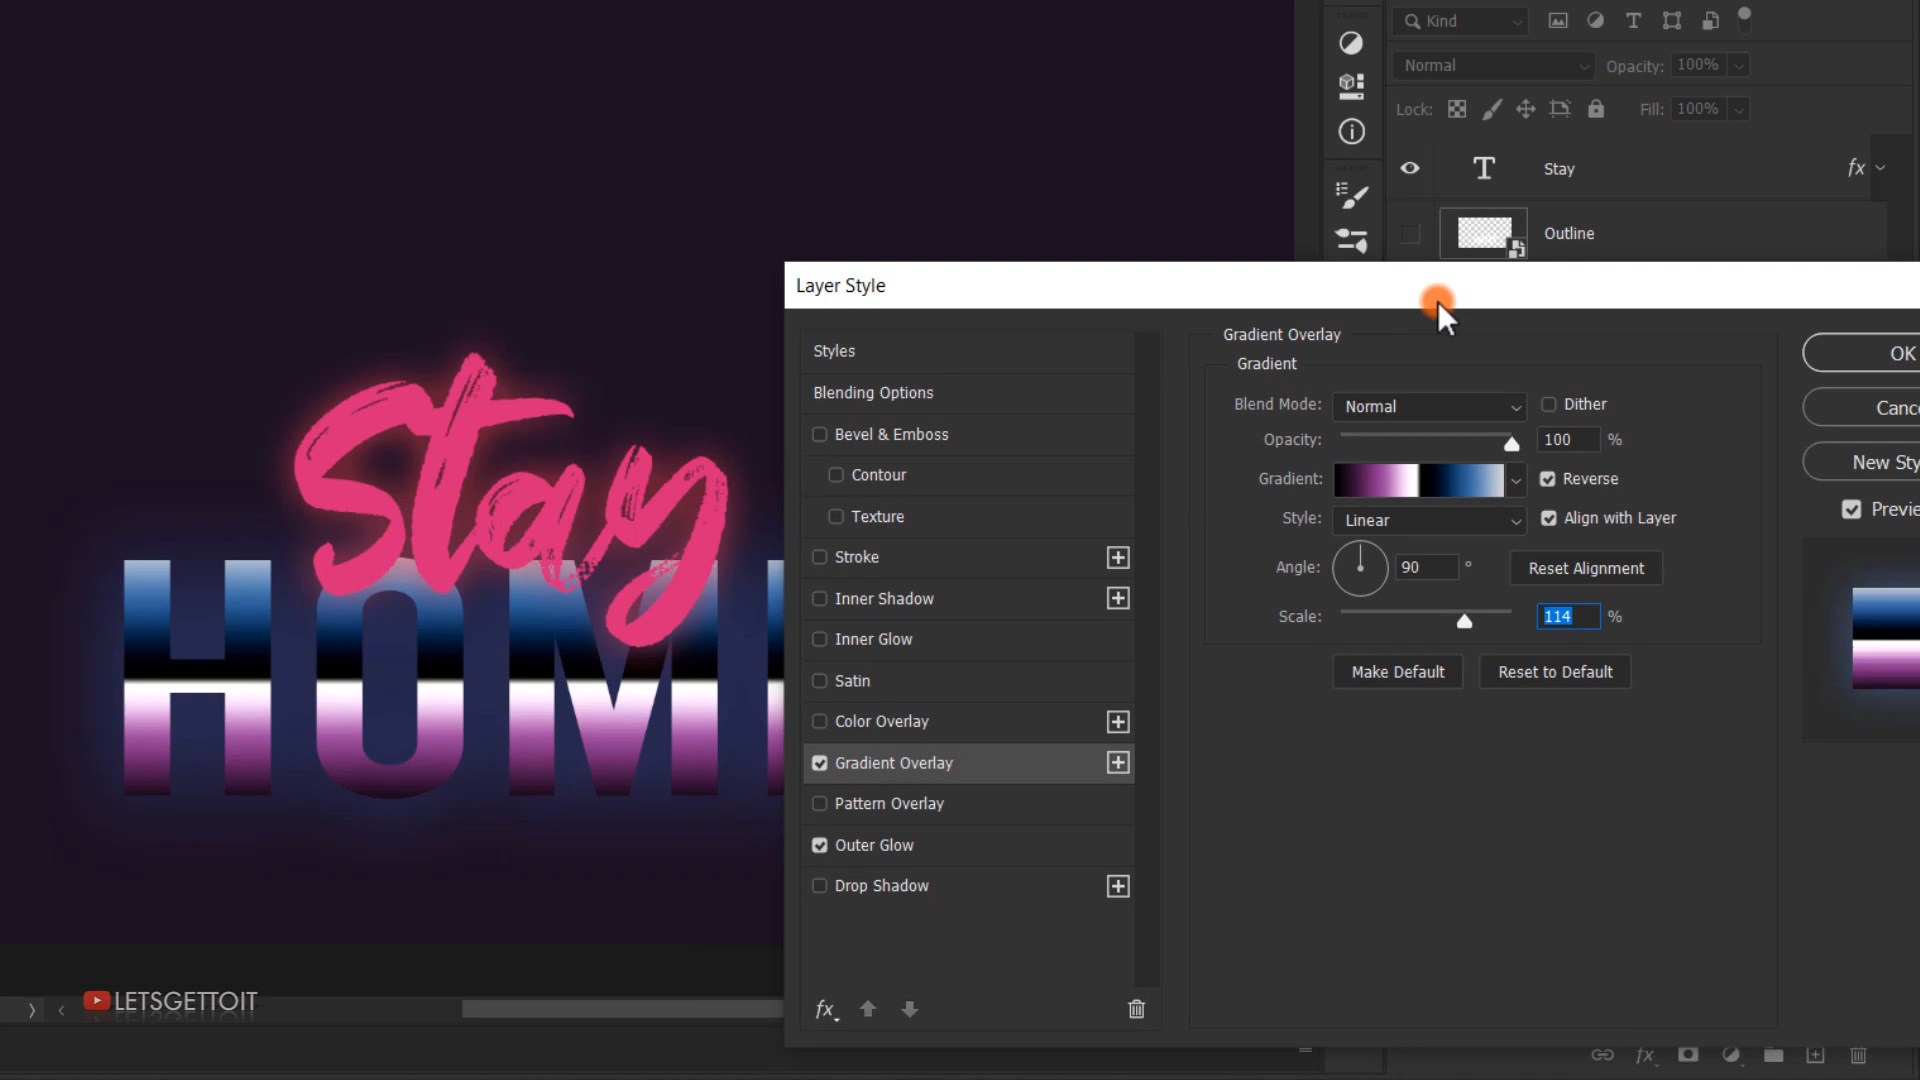 Kind
Normal
Opacity: 100%
Lock:
Fill: 100%
T Stay fx
Outline
Layer Style
Stay
HOM
Styles
Blending Options
Bevel & Emboss
Contour
Texture
Stroke
Inner Shadow
Inner Glow
Satin
Color Overlay
Gradient Overlay
Pattern Overlay
Outer Glow
Drop Shadow
fx
Gradient Overlay
Gradient
Blend Mode: Normal Dither
Opacity: 100 %
Gradient: Reverse
Style: Linear Align with Layer
Angle: 90 ° Reset Alignment
Scale: 114 %
Make Default Reset to Default
OK
Canc
New Sty
Previe
LETSGETTOIT
fx